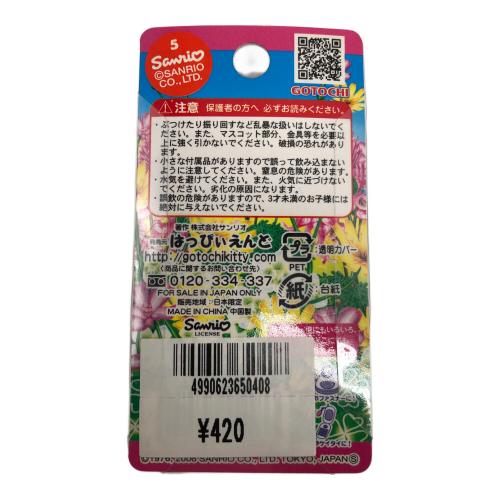 5
Sanrio
©SANRIO
CO., LTD.
GOTOCHI
⚠注意 保護者の方へ 必ずお読みください。
・ぶつけたり振り回すなど乱暴な扱いはしないでください。また、マスコット部分、金具等を必要以上に強く引かないでください。破損の恐れがあります。
・小さな付属品がありますので誤って飲み込まないように注意してください。窒息の危険があります。
・水気を避けてください。また、火気に近づけないでください。劣化の原因になります。
・誤飲の危険がありますので、3才未満のお子様には絶対に与えないでください。
著作 株式会社サンリオ
発売元 はっぴぃえんど
http://gotochikitty.com
〈商品に関するお問い合わせ先〉
0120-334-337
FOR SALE IN JAPAN ONLY
販売地域：日本限定
MADE IN CHINA 中国製
Sanrio
LICENSE
プラ
:透明カバー
PET
紙
:台紙
4990623650408
¥420
©1976, 2008 SANRIO CO., LTD. TOKYO, JAPAN Ⓢ